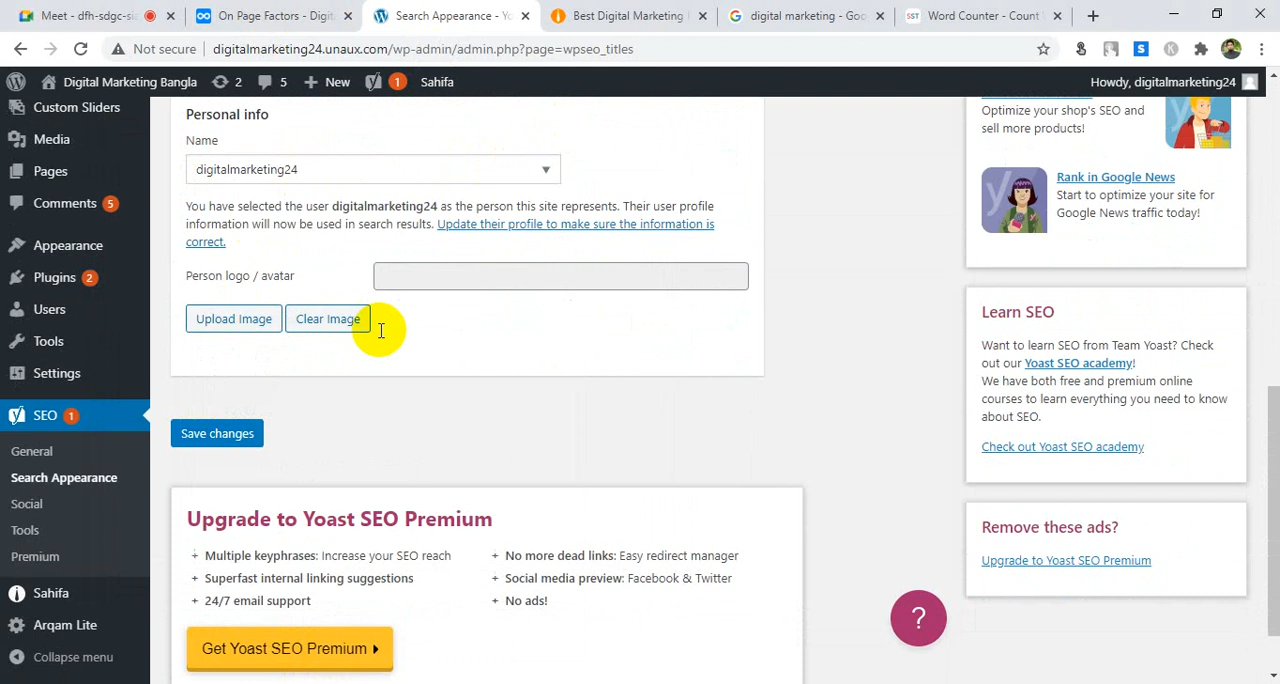 Meet - dfh-sdgc-si
On Page Factors - Digit
Search Appearance - Yo
Best Digital Marketing
digital marketing - Goo
Word Counter - Count
Not secure
digitalmarketing24.unaux.com/wp-admin/admin.php?page=wpseo_titles
Digital Marketing Bangla
2
5
New
1
Sahifa
Howdy, digitalmarketing24
Custom Sliders
Media
Pages
Comments 5
Appearance
Plugins 2
Users
Tools
Settings
SEO 1
General
Search Appearance
Social
Tools
Premium
Sahifa
Arqam Lite
Collapse menu
Personal info
Name
digitalmarketing24
You have selected the user digitalmarketing24 as the person this site represents. Their user profile
information will now be used in search results. Update their profile to make sure the information is
correct.
Person logo / avatar
Upload Image
Clear Image
Save changes
Upgrade to Yoast SEO Premium
+ Multiple keyphrases: Increase your SEO reach
+ Superfast internal linking suggestions
+ 24/7 email support
+ No more dead links: Easy redirect manager
+ Social media preview: Facebook & Twitter
+ No ads!
Get Yoast SEO Premium
Optimize your shop's SEO and
sell more products!
Rank in Google News
Start to optimize your site for
Google News traffic today!
Learn SEO
Want to learn SEO from Team Yoast? Check
out our Yoast SEO academy!
We have both free and premium online
courses to learn everything you need to know
about SEO.
Check out Yoast SEO academy
Remove these ads?
Upgrade to Yoast SEO Premium
?